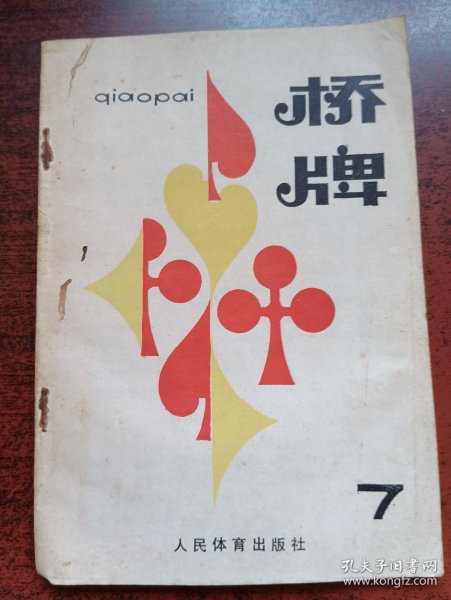 qiaopai
桥
牌
7
人民体育出版社
孔夫子旧书网
www.kongfz.com